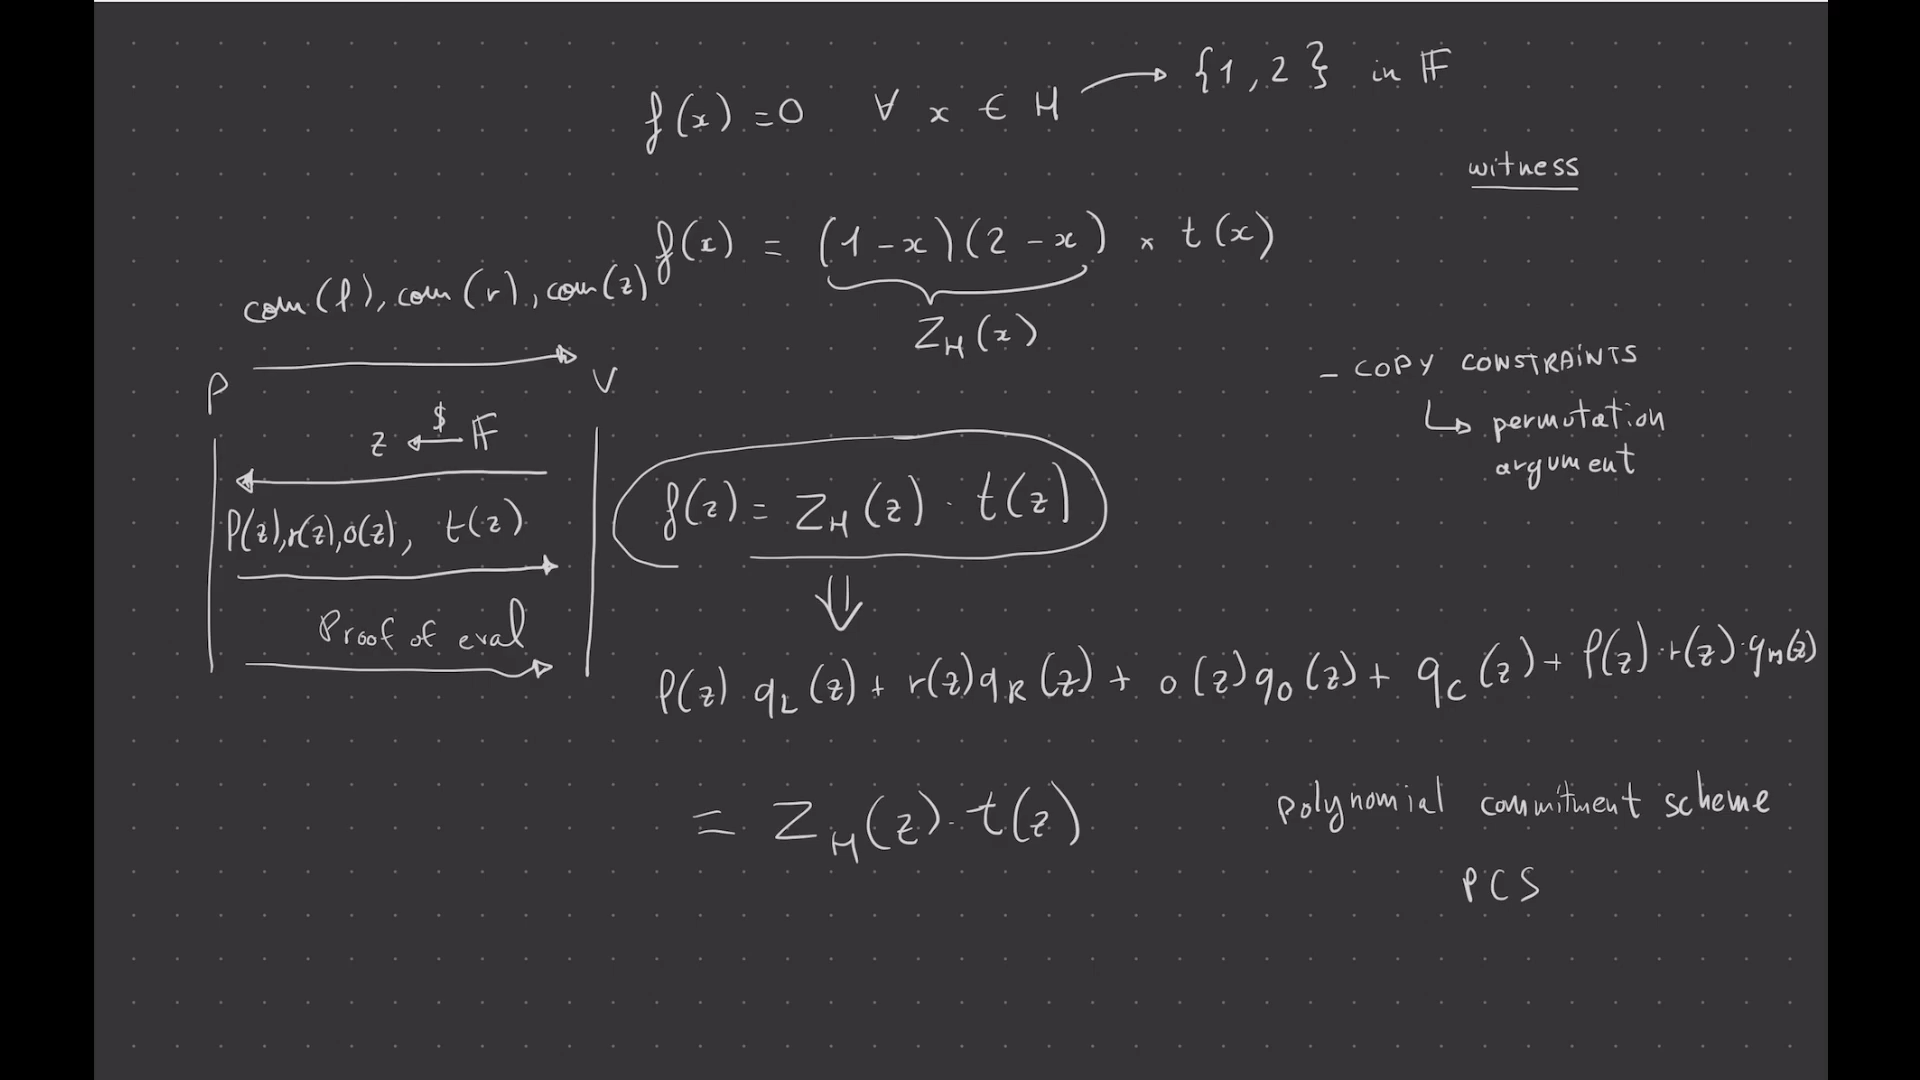 f(x) = 0 ∀ x ∈ H → {1, 2} in 𝔽
witness
f(x) = (1 - x)(2 - x) × t(x)
Z_H(x)
com(l), com(r), com(z)
P → V
z ←$ 𝔽
l(z), r(z), o(z), t(z)
Proof of eval
- COPY CONSTRAINTS
↳ permutation
argument
f(z) = Z_H(z) · t(z)
⇓
l(z) q_L(z) + r(z) q_R(z) + o(z) q_O(z) + q_C(z) + l(z) · r(z) · q_M(z)
= Z_H(z) · t(z)
polynomial commitment scheme
PCS